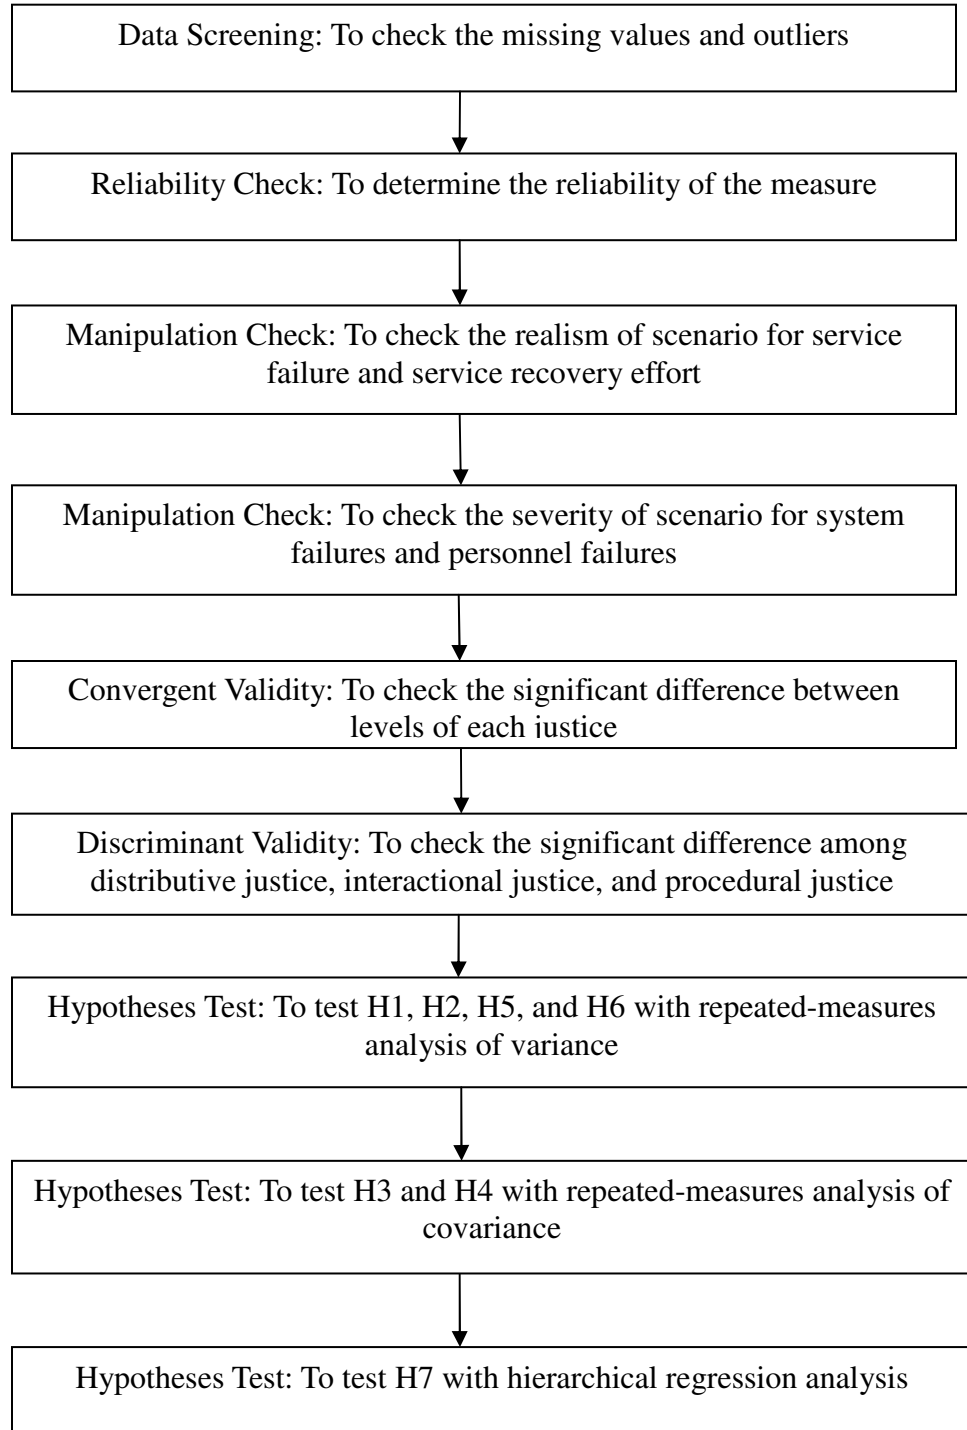 Data Screening: To check the missing values and outliers
Reliability Check: To determine the reliability of the measure
Manipulation Check: To check the realism of scenario for service
failure and service recovery effort
Manipulation Check: To check the severity of scenario for system
failures and personnel failures
Convergent Validity: To check the significant difference between
levels of each justice
Discriminant Validity: To check the significant difference among
distributive justice, interactional justice, and procedural justice
Hypotheses Test: To test H1, H2, H5, and H6 with repeated-measures
analysis of variance
Hypotheses Test: To test H3 and H4 with repeated-measures analysis of
covariance
Hypotheses Test: To test H7 with hierarchical regression analysis